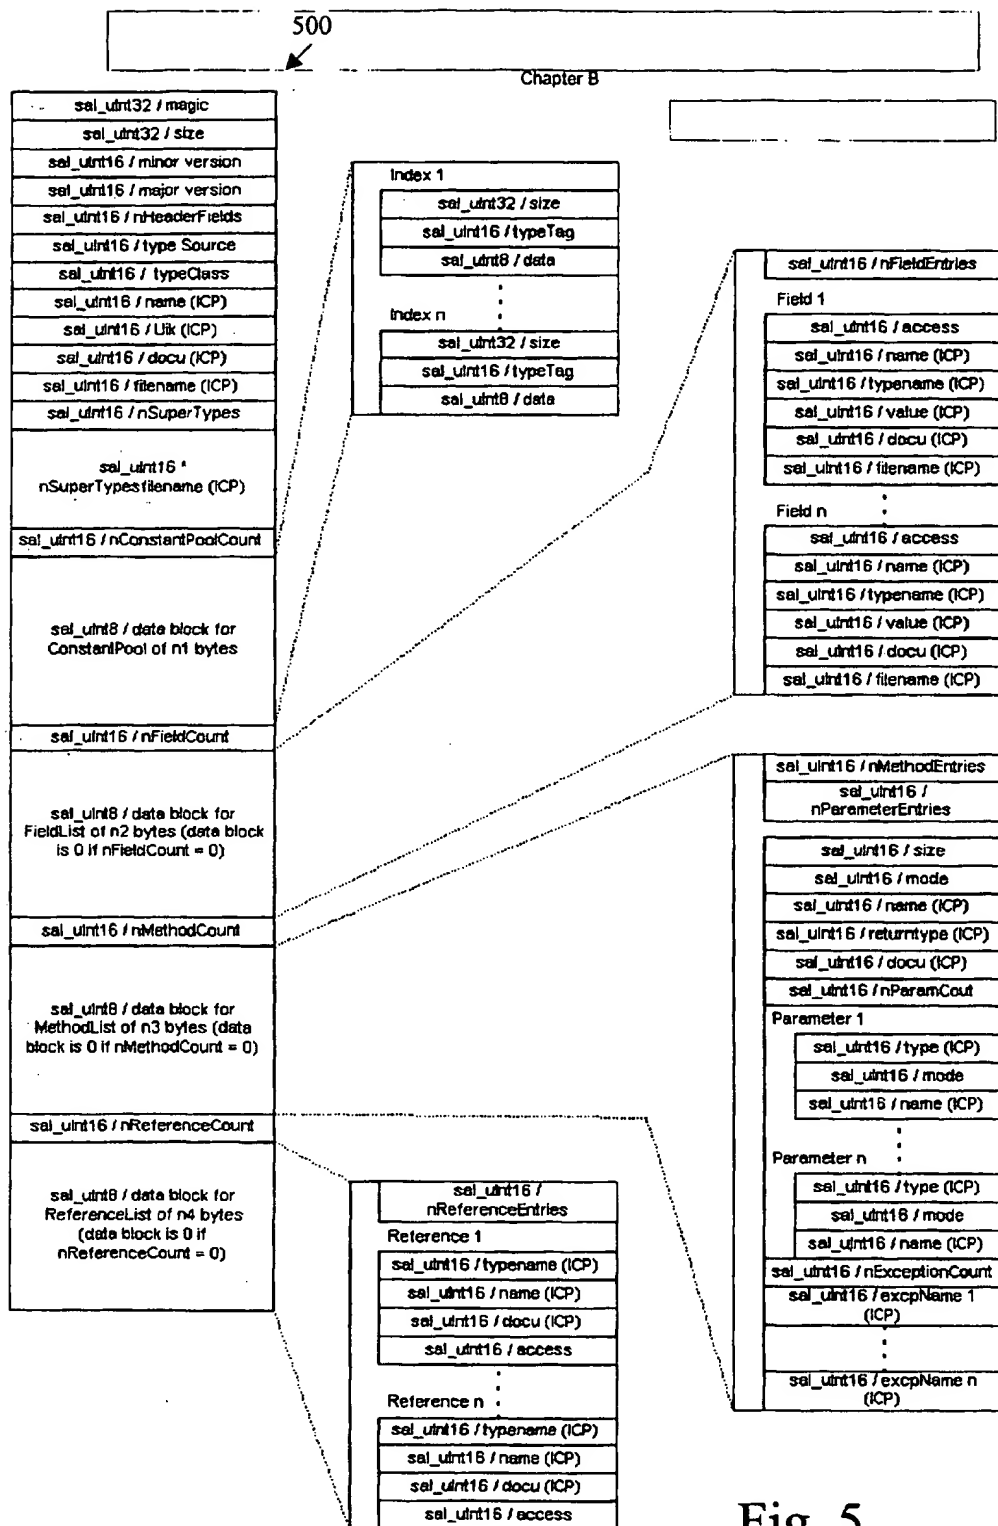 500
Chapter B
sal_uInt32 / magic
sal_uInt32 / size
sal_uInt16 / minor version
sal_uInt16 / major version
sal_uInt16 / nHeaderFields
sal_uInt16 / type Source
sal_uInt16 / typeClass
sal_uInt16 / name (ICP)
sal_uInt16 / Uik (ICP)
sal_uInt16 / docu (ICP)
sal_uInt16 / filename (ICP)
sal_uInt16 / nSuperTypes
sal_uInt16 *
nSuperTypesfilename (ICP)
sal_uInt16 / nConstantPoolCount
sal_uInt8 / data block for
ConstantPool of n1 bytes
sal_uInt16 / nFieldCount
sal_uInt8 / data block for
FieldList of n2 bytes (data block
is 0 if nFieldCount = 0)
sal_uInt16 / nMethodCount
sal_uInt8 / data block for
MethodList of n3 bytes (data
block is 0 if nMethodCount = 0)
sal_uInt16 / nReferenceCount
sal_uInt8 / data block for
ReferenceList of n4 bytes
(data block is 0 if
nReferenceCount = 0)
Index 1
sal_uInt32 / size
sal_uInt16 / typeTag
sal_uInt8 / data
Index n
sal_uInt32 / size
sal_uInt16 / typeTag
sal_uInt8 / data
sal_uInt16 / nFieldEntries
Field 1
sal_uInt16 / access
sal_uInt16 / name (ICP)
sal_uInt16 / typename (ICP)
sal_uInt16 / value (ICP)
sal_uInt16 / docu (ICP)
sal_uInt16 / filename (ICP)
Field n
sal_uInt16 / access
sal_uInt16 / name (ICP)
sal_uInt16 / typename (ICP)
sal_uInt16 / value (ICP)
sal_uInt16 / docu (ICP)
sal_uInt16 / filename (ICP)
sal_uInt16 / nMethodEntries
sal_uInt16 /
nParameterEntries
sal_uInt16 / size
sal_uInt16 / mode
sal_uInt16 / name (ICP)
sal_uInt16 / returntype (ICP)
sal_uInt16 / docu (ICP)
sal_uInt16 / nParamCout
Parameter 1
sal_uInt16 / type (ICP)
sal_uInt16 / mode
sal_uInt16 / name (ICP)
Parameter n
sal_uInt16 / type (ICP)
sal_uInt16 / mode
sal_uInt16 / name (ICP)
sal_uInt16 / nExceptionCount
sal_uInt16 / excpName 1
(ICP)
sal_uInt16 / excpName n
(ICP)
sal_uInt16 /
nReferenceEntries
Reference 1
sal_uInt16 / typename (ICP)
sal_uInt16 / name (ICP)
sal_uInt16 / docu (ICP)
sal_uInt16 / access
Reference n
sal_uInt16 / typename (ICP)
sal_uInt16 / name (ICP)
sal_uInt16 / docu (ICP)
sal_uInt16 / access
Fig. 5